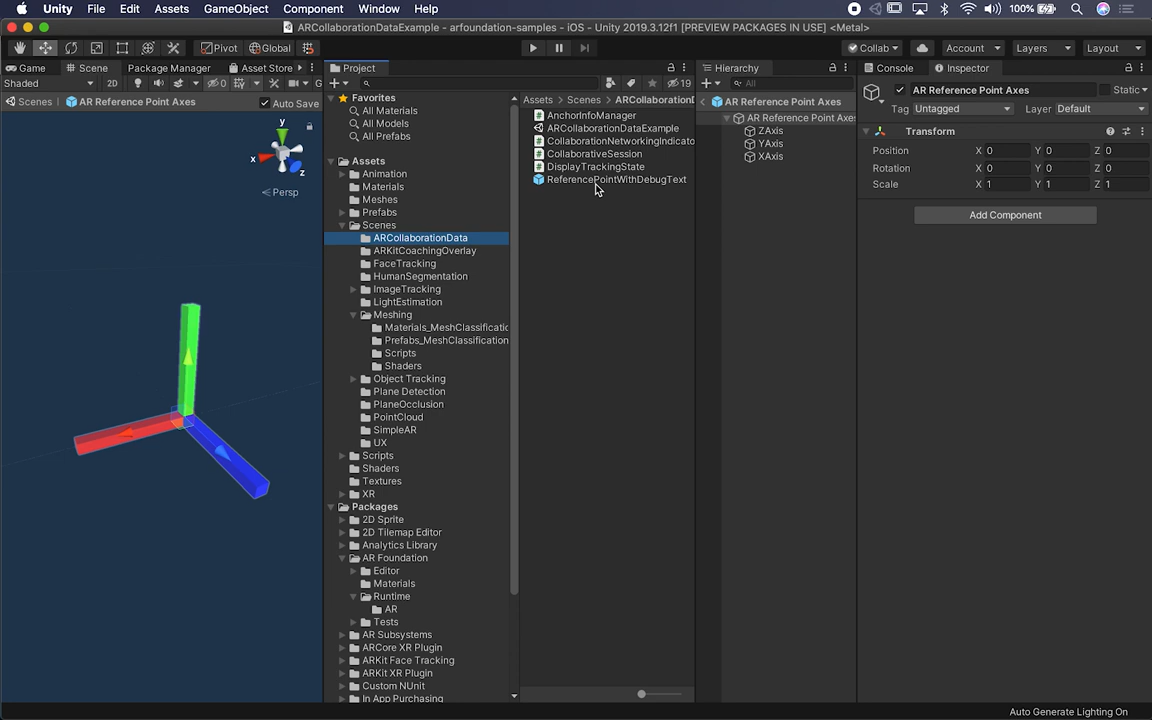 Unity File Edit Assets GameObject Component Window Help 100%
ARCollaborationDataExample - arfoundation-samples - iOS - Unity 2019.3.12f1 [PREVIEW PACKAGES IN USE] <Metal>
Pivot Global Collab Account Layers Layout
Game Scene Package Manager Asset Store Project Hierarchy Console Inspector
Shaded 2D 0 G 19 All
Scenes AR Reference Point Axes Auto Save
y
x
z
Persp
Favorites
All Materials
All Models
All Prefabs
Assets
Animation
Materials
Meshes
Prefabs
Scenes
ARCollaborationData
ARKitCoachingOverlay
FaceTracking
HumanSegmentation
ImageTracking
LightEstimation
Meshing
Materials_MeshClassificatio
Prefabs_MeshClassification
Scripts
Shaders
Object Tracking
Plane Detection
PlaneOcclusion
PointCloud
SimpleAR
UX
Scripts
Shaders
Textures
XR
Packages
2D Sprite
2D Tilemap Editor
Analytics Library
AR Foundation
Editor
Materials
Runtime
AR
Tests
AR Subsystems
ARCore XR Plugin
ARKit Face Tracking
ARKit XR Plugin
Custom NUnit
In App Purchasing
Assets > Scenes > ARCollaborationD
AnchorInfoManager
ARCollaborationDataExample
CollaborationNetworkingIndicato
CollaborativeSession
DisplayTrackingState
ReferencePointWithDebugText
AR Reference Point Axes
AR Reference Point Axes
ZAxis
YAxis
XAxis
AR Reference Point Axes Static
Tag Untagged Layer Default
Transform
Position X 0 Y 0 Z 0
Rotation X 0 Y 0 Z 0
Scale X 1 Y 1 Z 1
Add Component
Auto Generate Lighting On